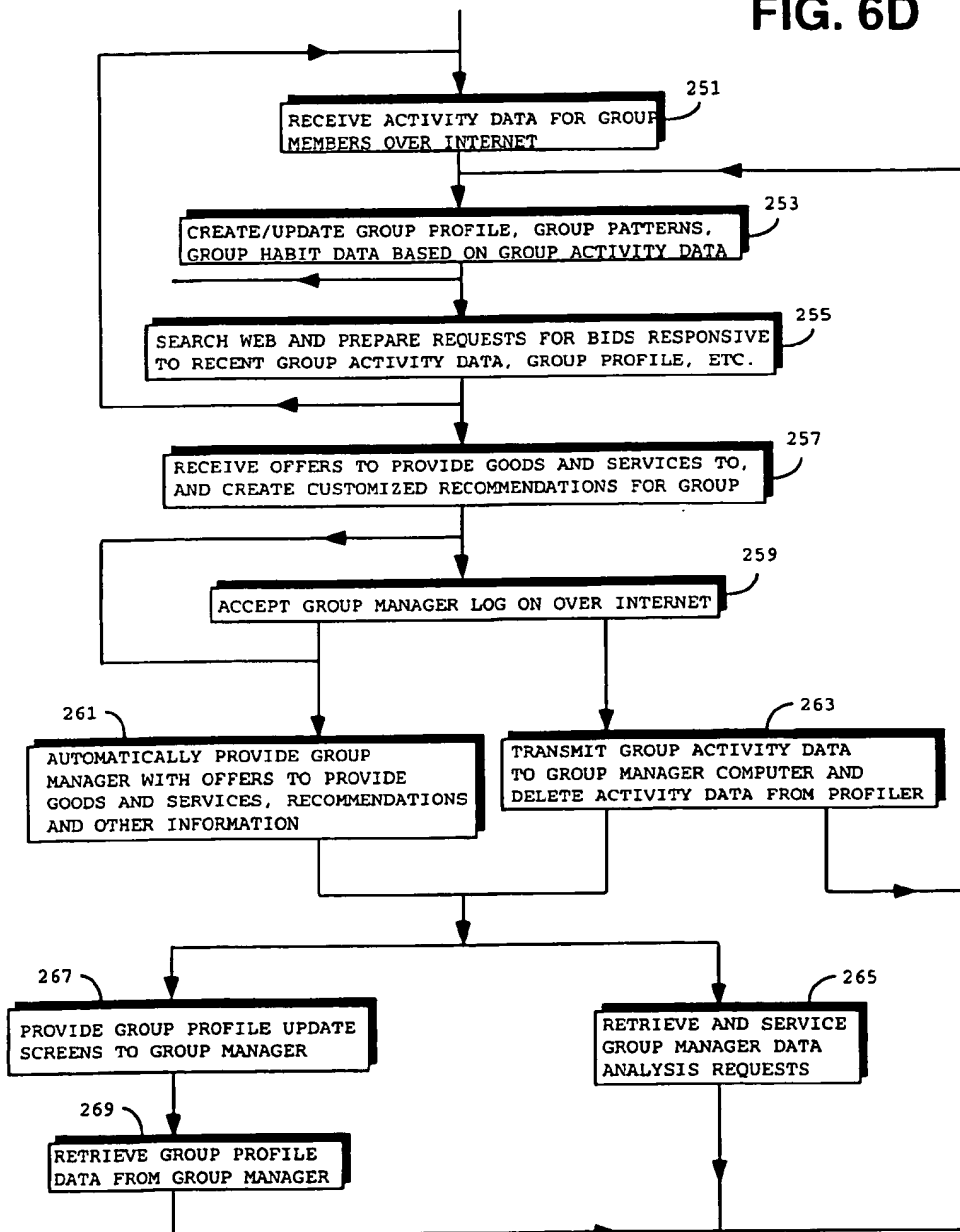 FIG. 6D
251
RECEIVE ACTIVITY DATA FOR GROUP
MEMBERS OVER INTERNET
253
CREATE/UPDATE GROUP PROFILE, GROUP PATTERNS,
GROUP HABIT DATA BASED ON GROUP ACTIVITY DATA
255
SEARCH WEB AND PREPARE REQUESTS FOR BIDS RESPONSIVE
TO RECENT GROUP ACTIVITY DATA, GROUP PROFILE, ETC.
257
RECEIVE OFFERS TO PROVIDE GOODS AND SERVICES TO,
AND CREATE CUSTOMIZED RECOMMENDATIONS FOR GROUP
259
ACCEPT GROUP MANAGER LOG ON OVER INTERNET
261
AUTOMATICALLY PROVIDE GROUP
MANAGER WITH OFFERS TO PROVIDE
GOODS AND SERVICES, RECOMMENDATIONS
AND OTHER INFORMATION
263
TRANSMIT GROUP ACTIVITY DATA
TO GROUP MANAGER COMPUTER AND
DELETE ACTIVITY DATA FROM PROFILER
267
PROVIDE GROUP PROFILE UPDATE
SCREENS TO GROUP MANAGER
265
RETRIEVE AND SERVICE
GROUP MANAGER DATA
ANALYSIS REQUESTS
269
RETRIEVE GROUP PROFILE
DATA FROM GROUP MANAGER